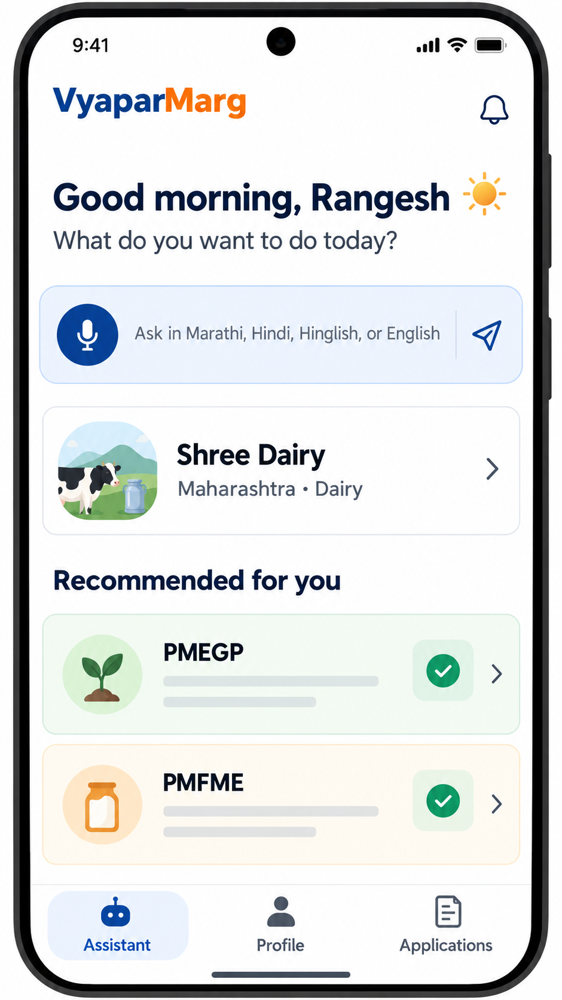 9:41
VyaparMarg
Good morning, Rangesh
What do you want to do today?
Ask in Marathi, Hindi, Hinglish, or English
Shree Dairy
Maharashtra • Dairy
Recommended for you
PMEGP
PMFME
Assistant
Profile
Applications